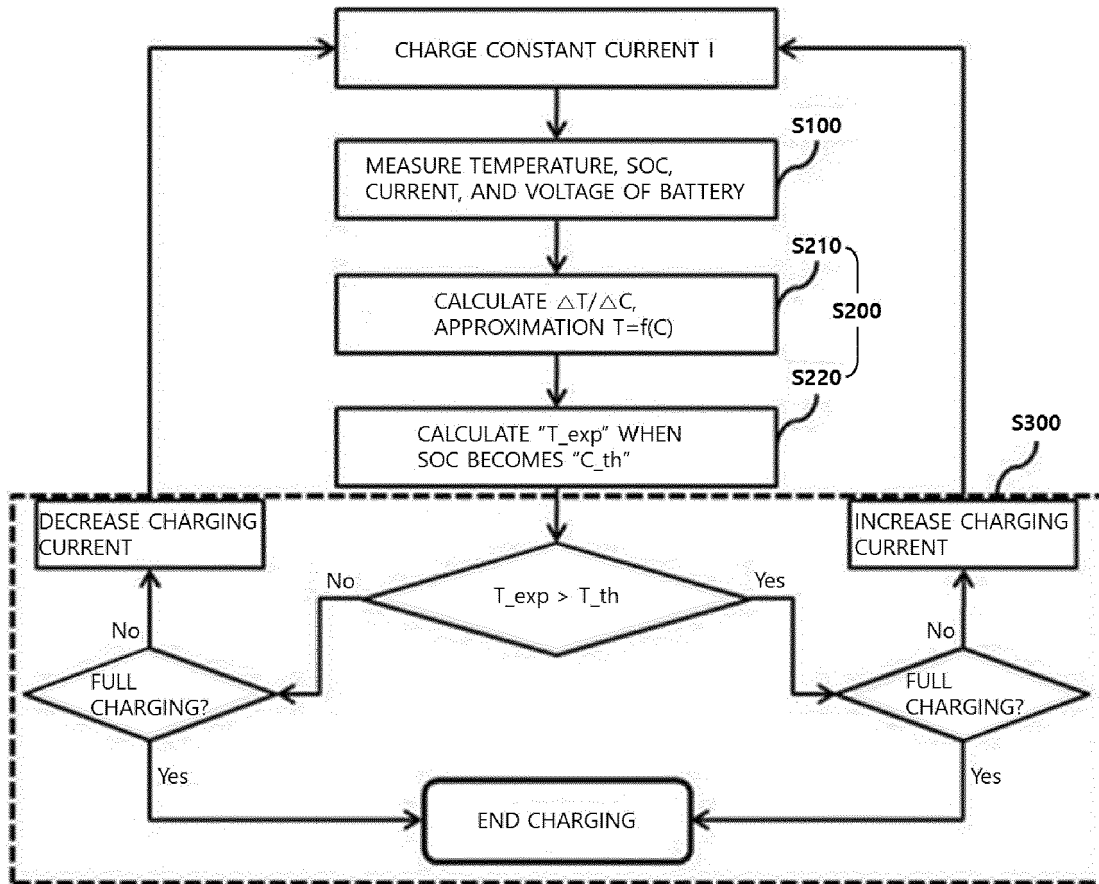 CHARGE CONSTANT CURRENT I
S100
MEASURE TEMPERATURE, SOC,
CURRENT, AND VOLTAGE OF BATTERY
S210
CALCULATE △T/△C,
APPROXIMATION T=f(C)
S200
S220
CALCULATE "T_exp" WHEN
SOC BECOMES "C_th"
S300
DECREASE CHARGING
CURRENT
INCREASE CHARGING
CURRENT
No
T_exp > T_th
Yes
No
No
FULL
CHARGING?
FULL
CHARGING?
Yes
Yes
END CHARGING